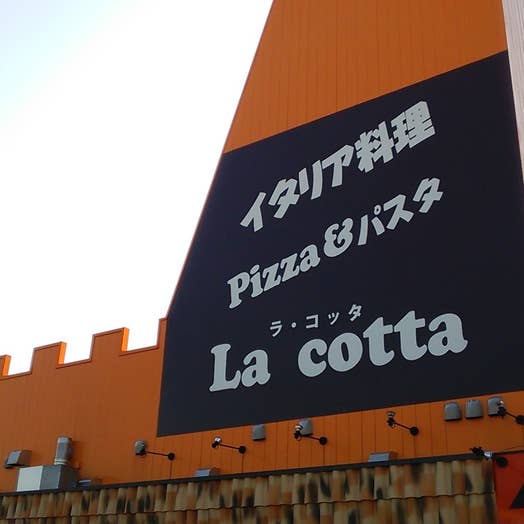 イタリア料理
Pizza&パスタ
ラ・コッタ
La cotta